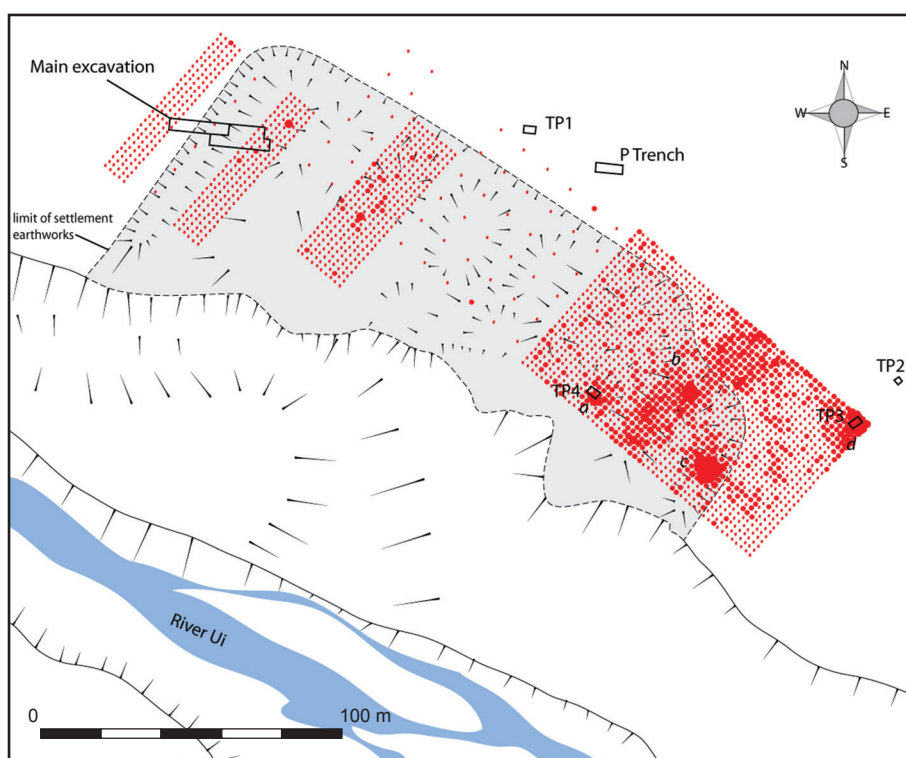 Main excavation
TP1
P Trench
N
W
E
S
limit of settlement
earthworks
b
TP2
TP4
a
TP3
d
c
River Ui
0
100 m